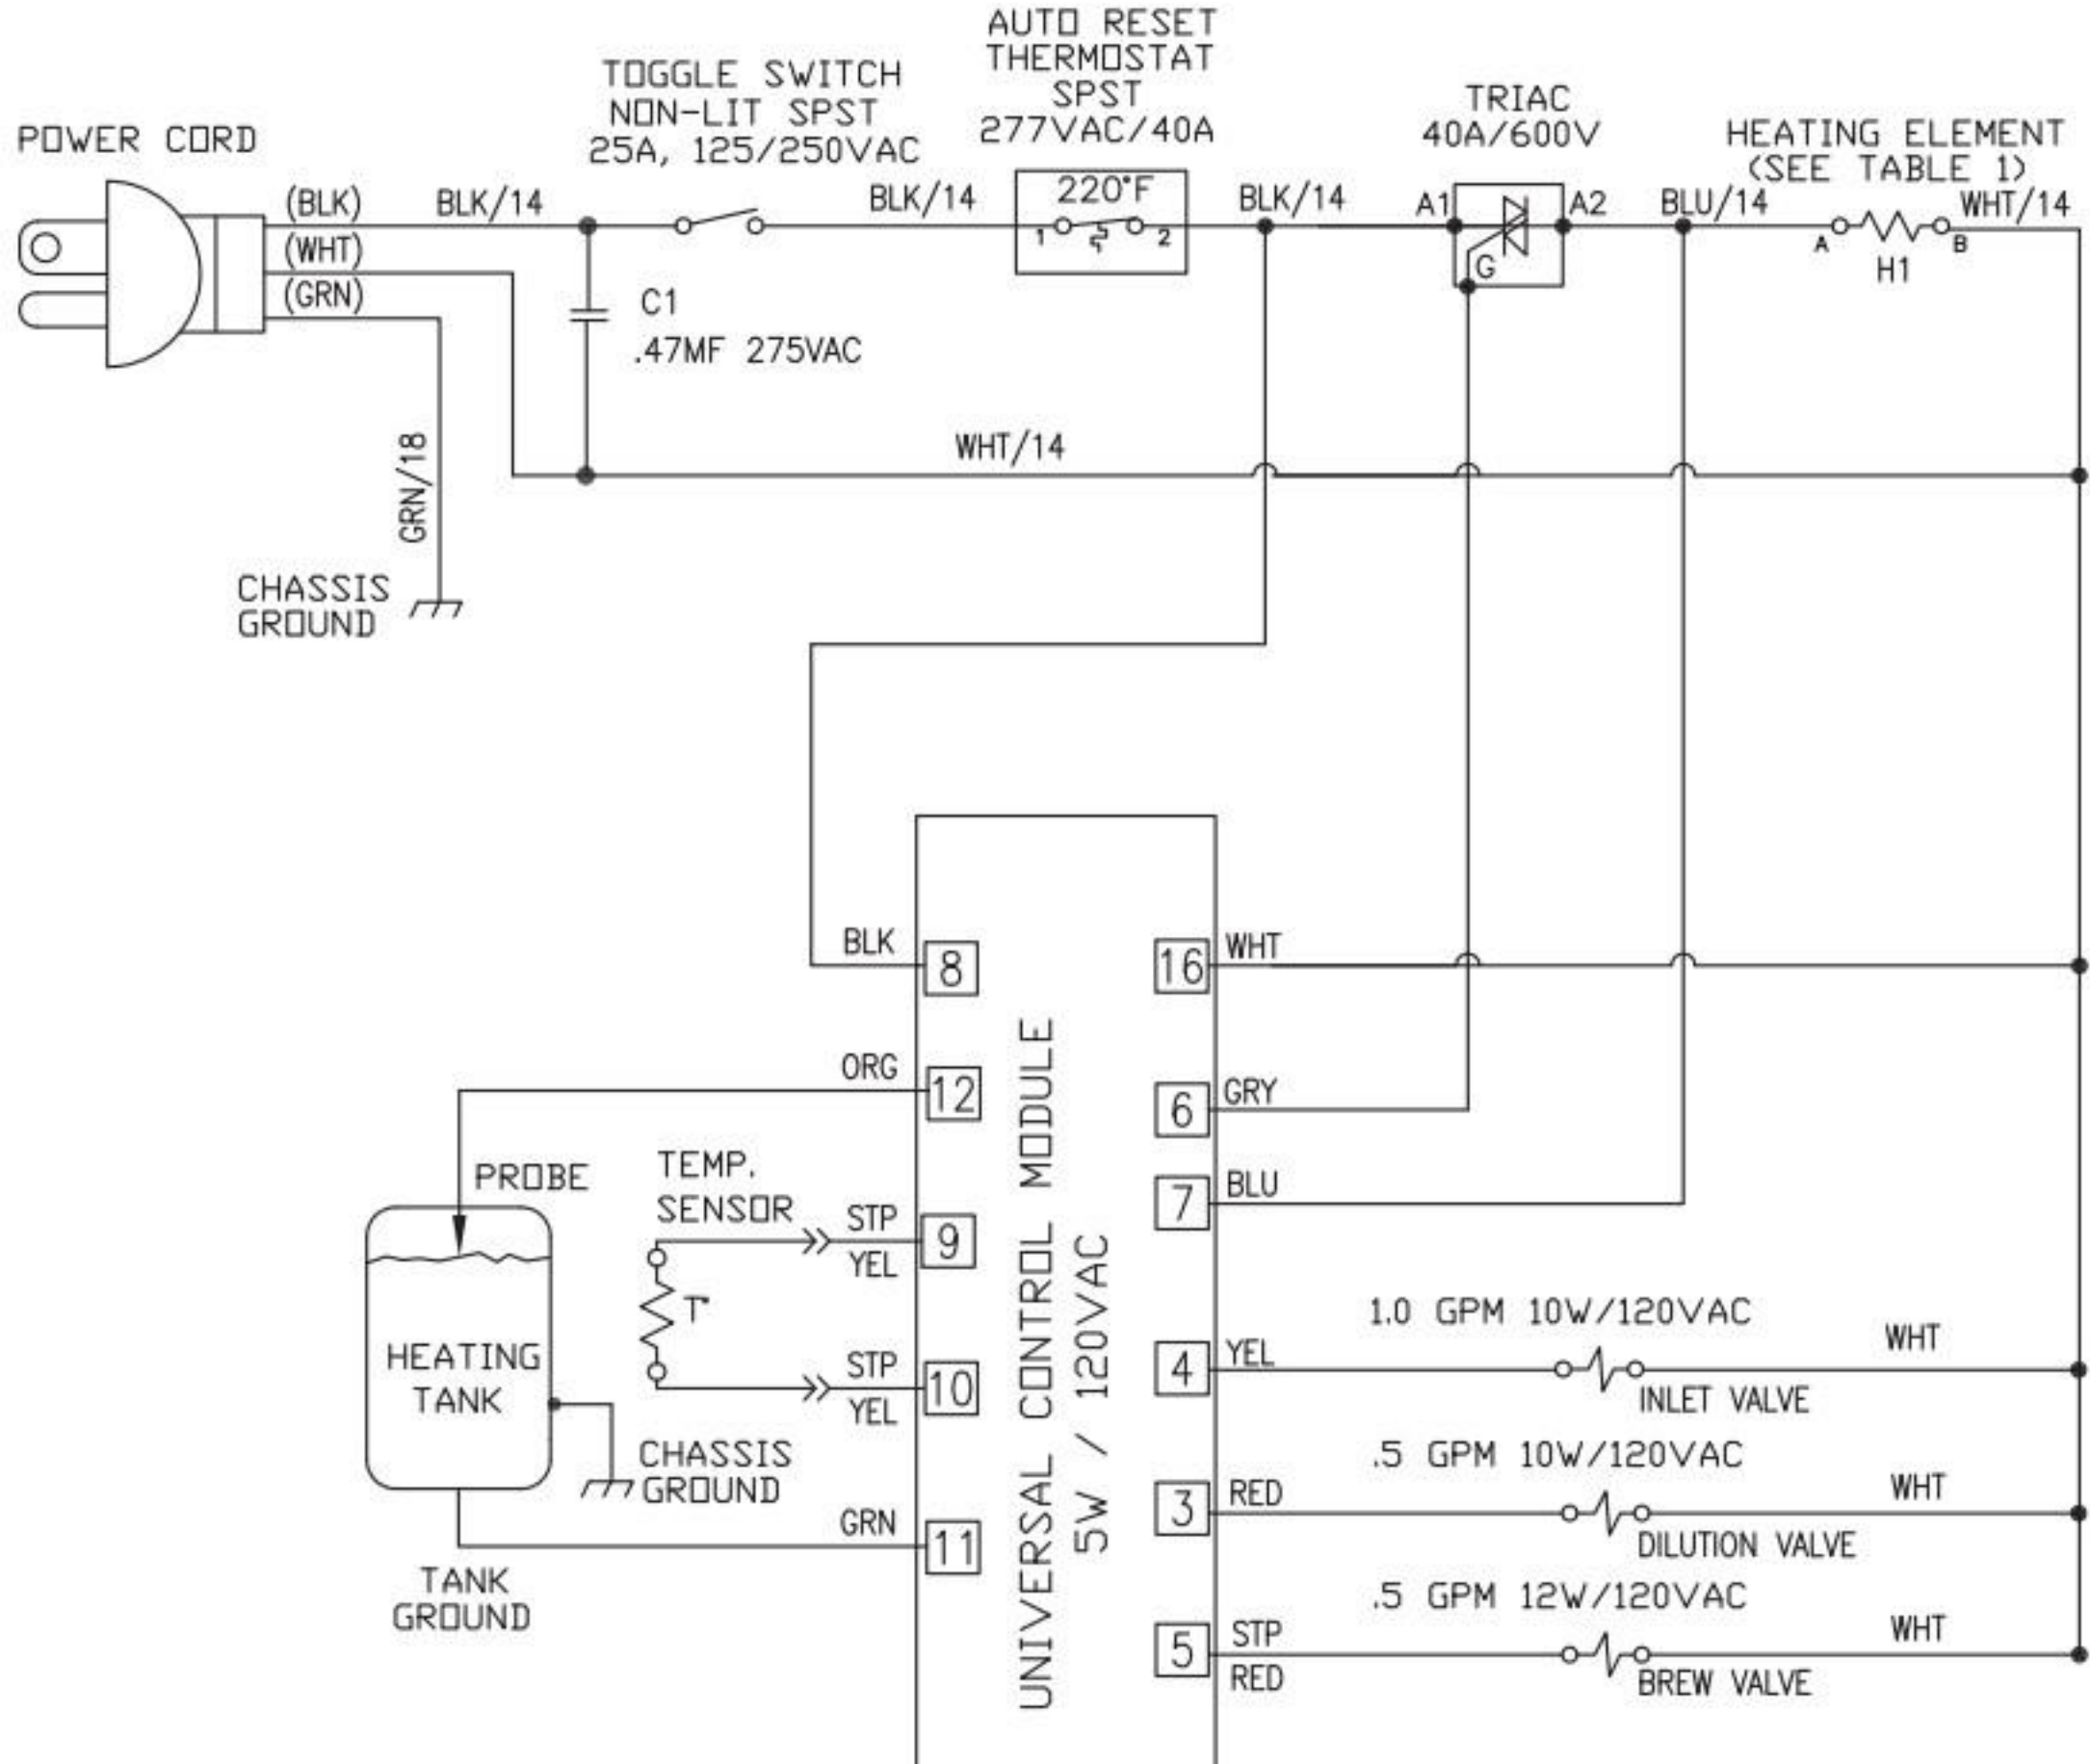 AUTO RESET
THERMOSTAT
SPST
277VAC/40A
TOGGLE SWITCH
NON-LIT SPST
25A, 125/250VAC
TRIAC
40A/600V
HEATING ELEMENT
(SEE TABLE 1)
POWER CORD
(BLK)
BLK/14
BLK/14
220°F
1
2
BLK/14
A1
A2
G
BLU/14
A
B
H1
WHT/14
(WHT)
(GRN)
C1
.47MF 275VAC
WHT/14
GRN/18
CHASSIS
GROUND
BLK
8
16
WHT
ORG
12
6
GRY
PROBE
TEMP.
SENSOR
STP
YEL
9
7
BLU
T°
HEATING
TANK
STP
YEL
10
CHASSIS
GROUND
GRN
11
TANK
GROUND
UNIVERSAL CONTROL MODULE
5W / 120VAC
1.0 GPM 10W/120VAC
4
YEL
WHT
INLET VALVE
.5 GPM 10W/120VAC
3
RED
WHT
DILUTION VALVE
.5 GPM 12W/120VAC
5
STP
RED
WHT
BREW VALVE